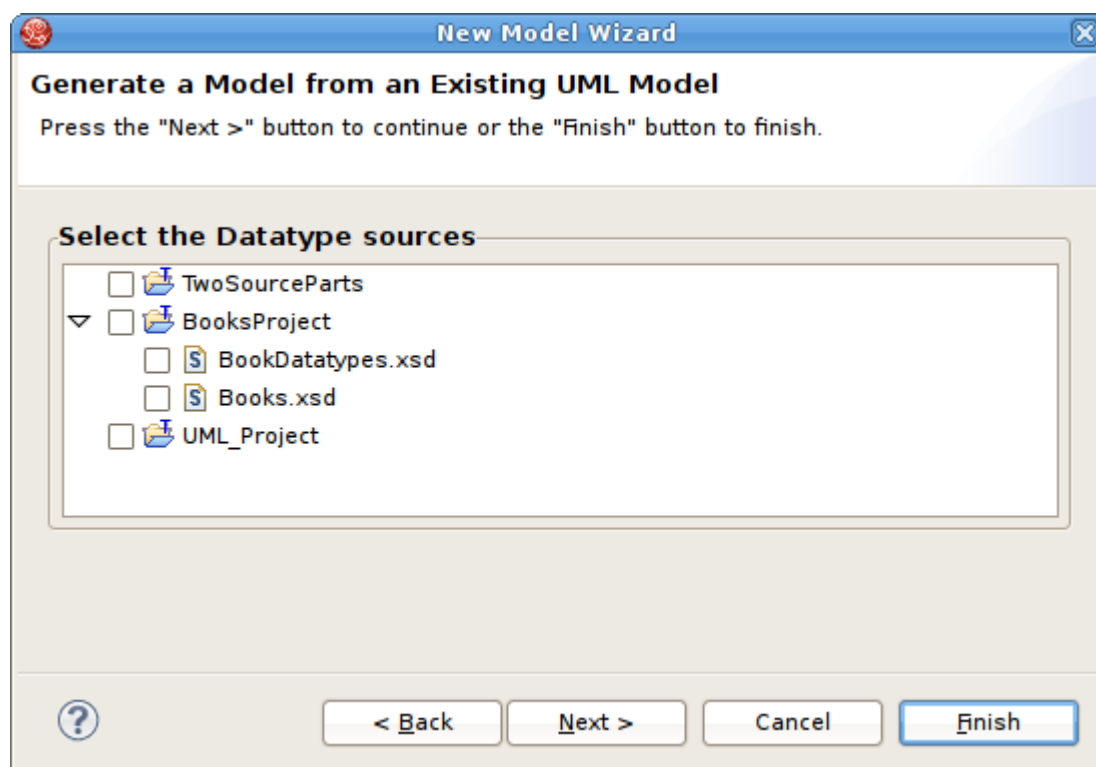 New Model Wizard
Generate a Model from an Existing UML Model
Press the "Next >" button to continue or the "Finish" button to finish.
Select the Datatype sources
TwoSourceParts
BooksProject
BookDatatypes.xsd
Books.xsd
UML_Project
< Back Next > Cancel Finish